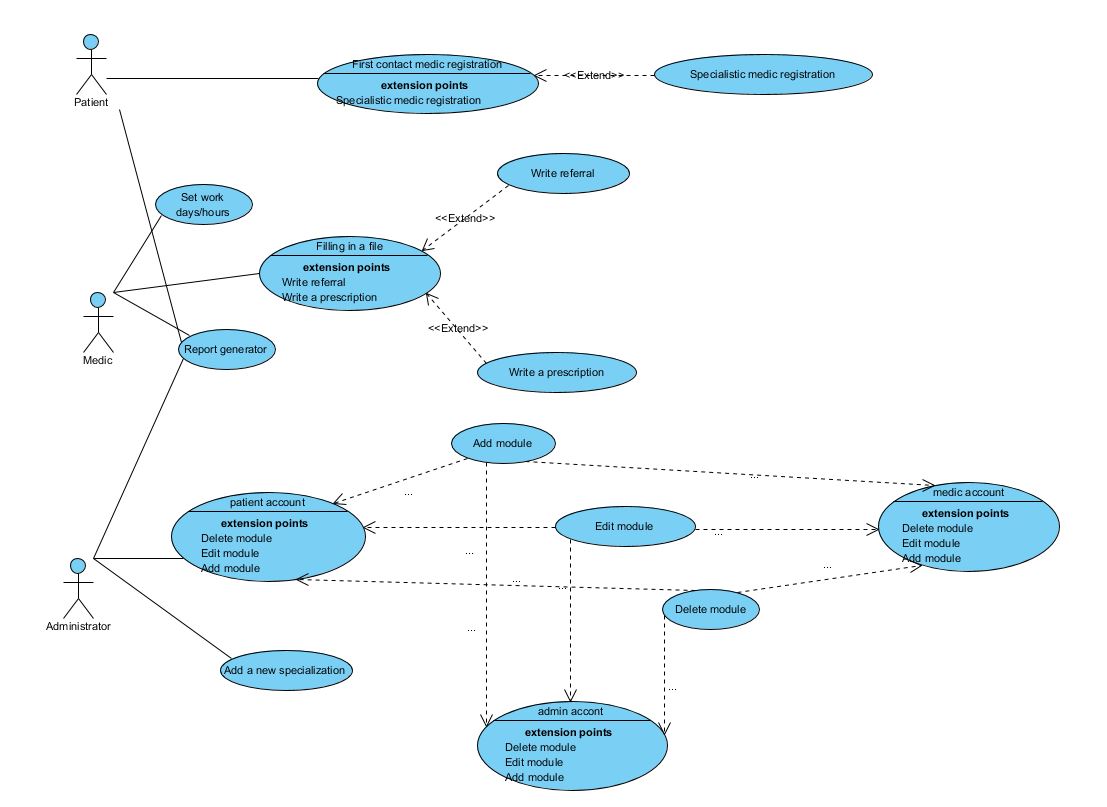 First contact medic registration
extension points
Specialistic medic registration
<<Extend>>
Specialistic medic registration
Patient
Write referral
Set work
days/hours
<<Extend>>
Filling in a file
extension points
Write referral
Write a prescription
<<Extend>>
Medic
Report generator
Write a prescription
Add module
...
...
patient account
extension points
Delete module
Edit module
Add module
Edit module
...
medic account
extension points
Delete module
Edit module
Add module
...
...
...
...
Delete module
Administrator
...
Add a new specialization
...
admin accont
extension points
Delete module
Edit module
Add module